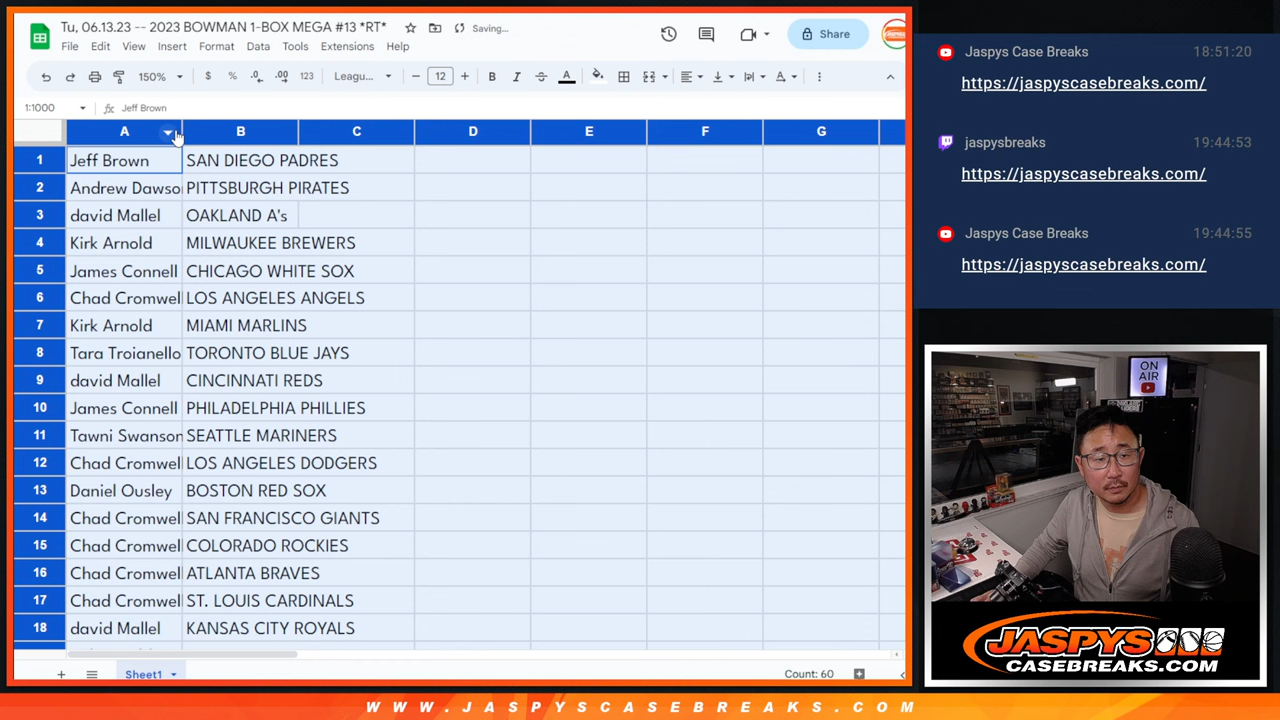 Tu, 06.13.23 -- 2023 BOWMAN 1-BOX MEGA #13 *RT*
Saving...
File Edit View Insert Format Data Tools Extensions Help
Share
150% $ % .0 .00 123 Leagu... 12 B I A
1:1000 fx Jeff Brown
A B C D E F G
1 Jeff Brown SAN DIEGO PADRES
2 Andrew Dawson PITTSBURGH PIRATES
3 david Mallel OAKLAND A's
4 Kirk Arnold MILWAUKEE BREWERS
5 James Connell CHICAGO WHITE SOX
6 Chad Cromwell LOS ANGELES ANGELS
7 Kirk Arnold MIAMI MARLINS
8 Tara Troianello TORONTO BLUE JAYS
9 david Mallel CINCINNATI REDS
10 James Connell PHILADELPHIA PHILLIES
11 Tawni Swanson SEATTLE MARINERS
12 Chad Cromwell LOS ANGELES DODGERS
13 Daniel Ousley BOSTON RED SOX
14 Chad Cromwell SAN FRANCISCO GIANTS
15 Chad Cromwell COLORADO ROCKIES
16 Chad Cromwell ATLANTA BRAVES
17 Chad Cromwell ST. LOUIS CARDINALS
18 david Mallel KANSAS CITY ROYALS
Sheet1
Count: 60
Jaspys Case Breaks 18:51:20
https://jaspyscasebreaks.com/
jaspysbreaks 19:44:53
https://jaspyscasebreaks.com/
Jaspys Case Breaks 19:44:55
https://jaspyscasebreaks.com/
ON
AIR
JASPYS
CASEBREAKS.COM
WWW.JASPYSCASEBREAKS.COM